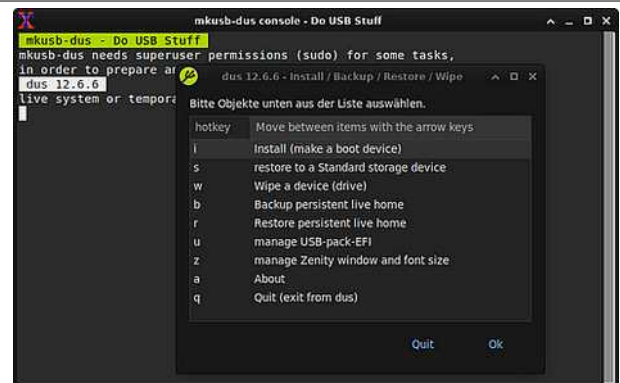 mkusb-dus console - Do USB Stuff
mkusb-dus - Do USB Stuff
mkusb-dus needs superuser permissions (sudo) for some tasks,
in order to prepare
dus 12.6.6
live system or tempora
dus 12.6.6 - Install / Backup / Restore / Wipe
Bitte Objekte unten aus der Liste auswählen.
hotkey Move between items with the arrow keys
i Install (make a boot device)
s restore to a Standard storage device
w Wipe a device (drive)
b Backup persistent live home
r Restore persistent live home
u manage USB-pack-EFI
z manage Zenity window and font size
a About
q Quit (exit from dus)
Quit Ok